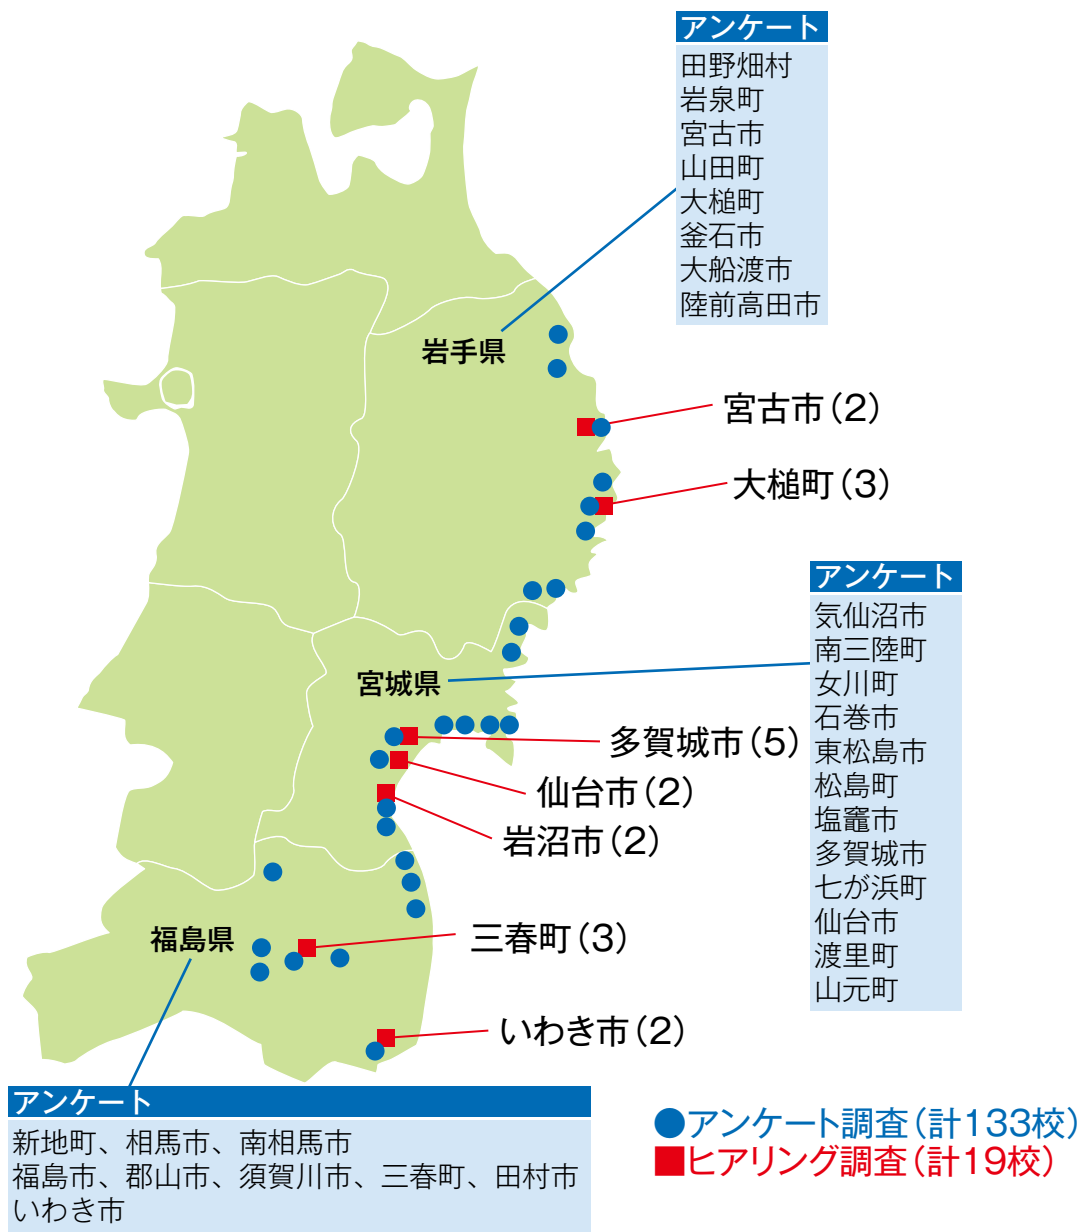 アンケート
田野畑村
岩泉町
宮古市
山田町
大槌町
釜石市
大船渡市
陸前高田市
岩手県
宮古市（2）
大槌町（3）
アンケート
気仙沼市
南三陸町
女川町
石巻市
東松島市
松島町
塩竈市
多賀城市
七が浜町
仙台市
渡里町
山元町
宮城県
多賀城市（5）
仙台市（2）
岩沼市（2）
福島県
三春町（3）
いわき市（2）
アンケート
新地町、相馬市、南相馬市
福島市、郡山市、須賀川市、三春町、田村市
いわき市
●アンケート調査（計133校）
■ヒアリング調査（計19校）